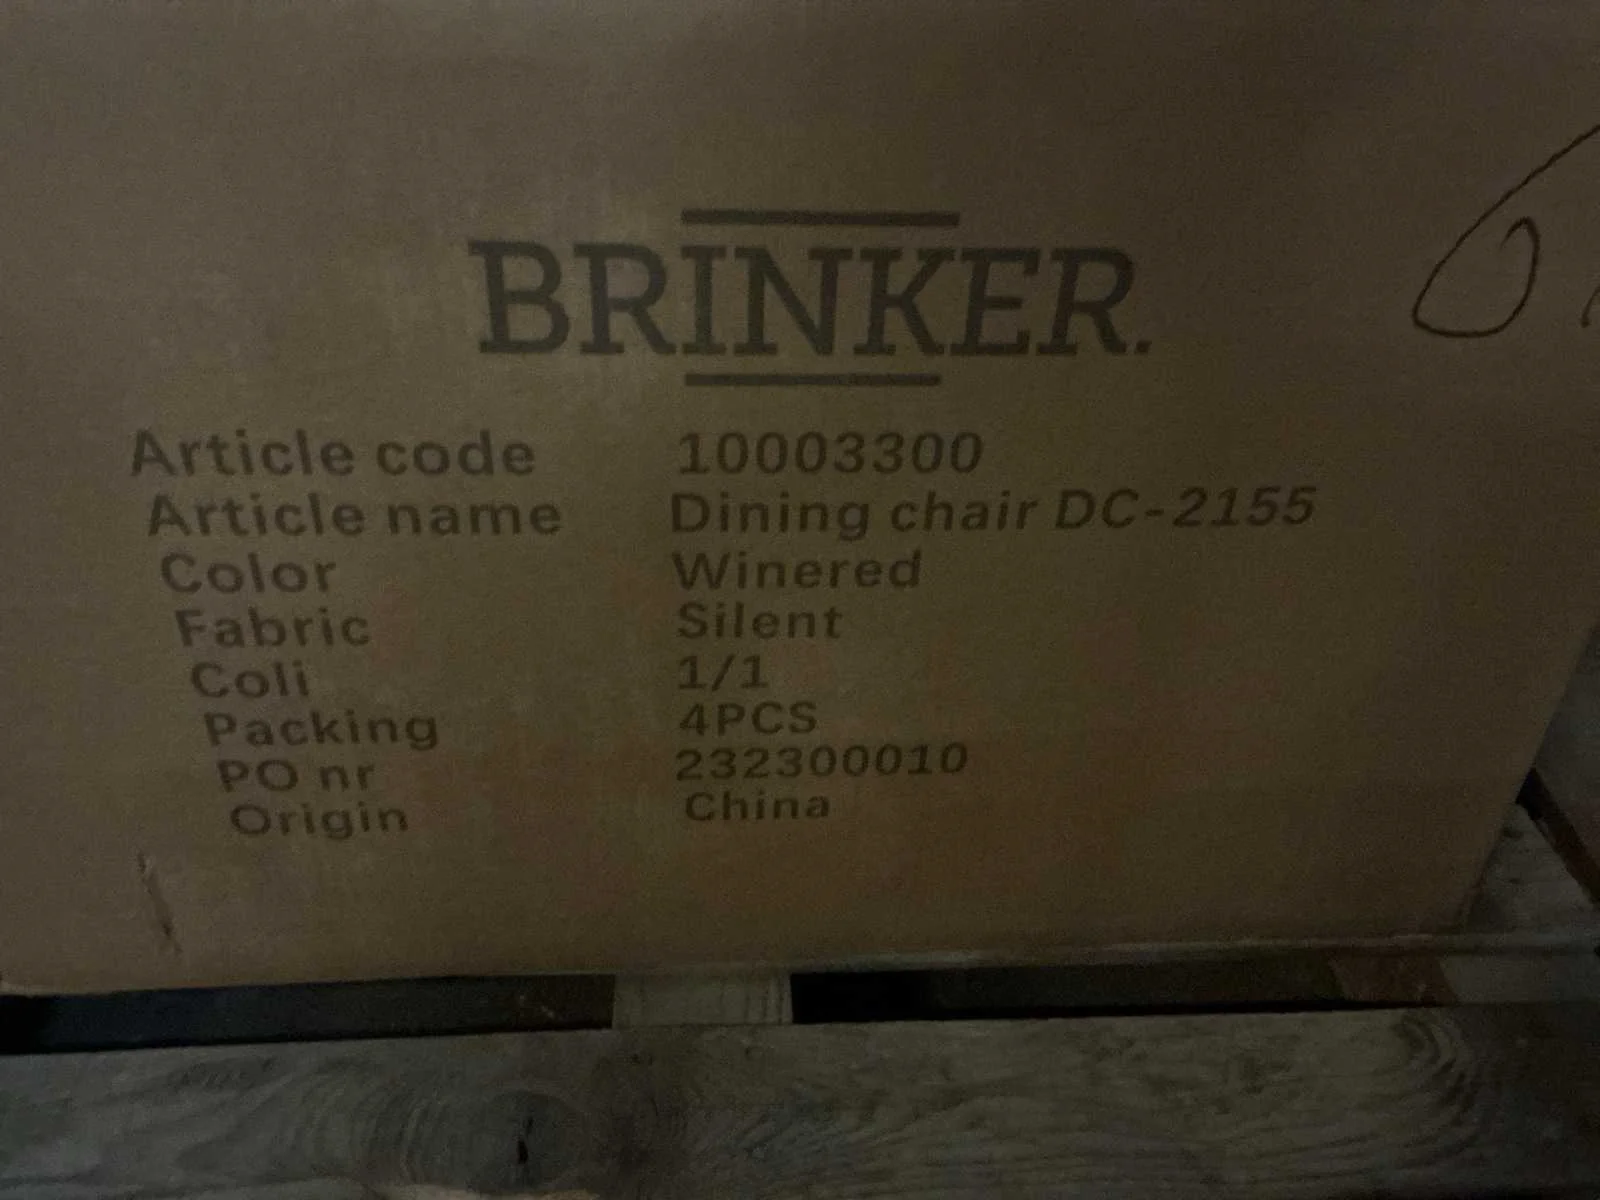 BRINKER.
Article code 10003300
Article name Dining chair DC-2155
Color Winered
Fabric Silent
Coli 1/1
Packing 4PCS
PO nr 232300010
Origin China